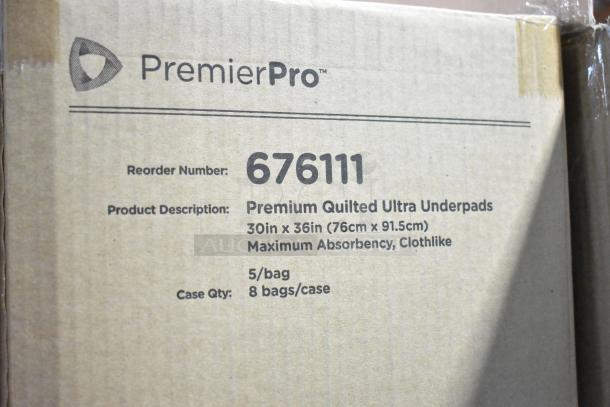 PremierPro™
Reorder Number: 676111
Product Description: Premium Quilted Ultra Underpads
30in x 36in (76cm x 91.5cm)
Maximum Absorbency, Clothlike
5/bag
Case Qty: 8 bags/case